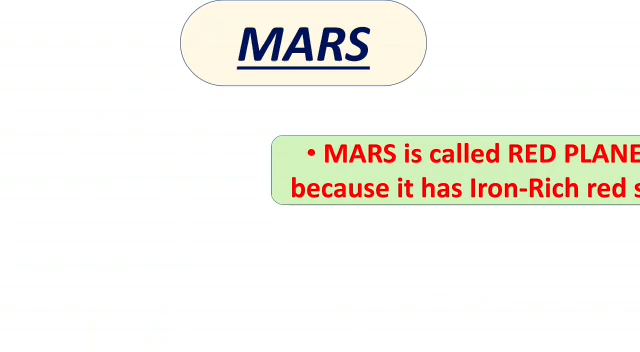 MARS
• MARS is called RED PLANE
because it has Iron-Rich red s